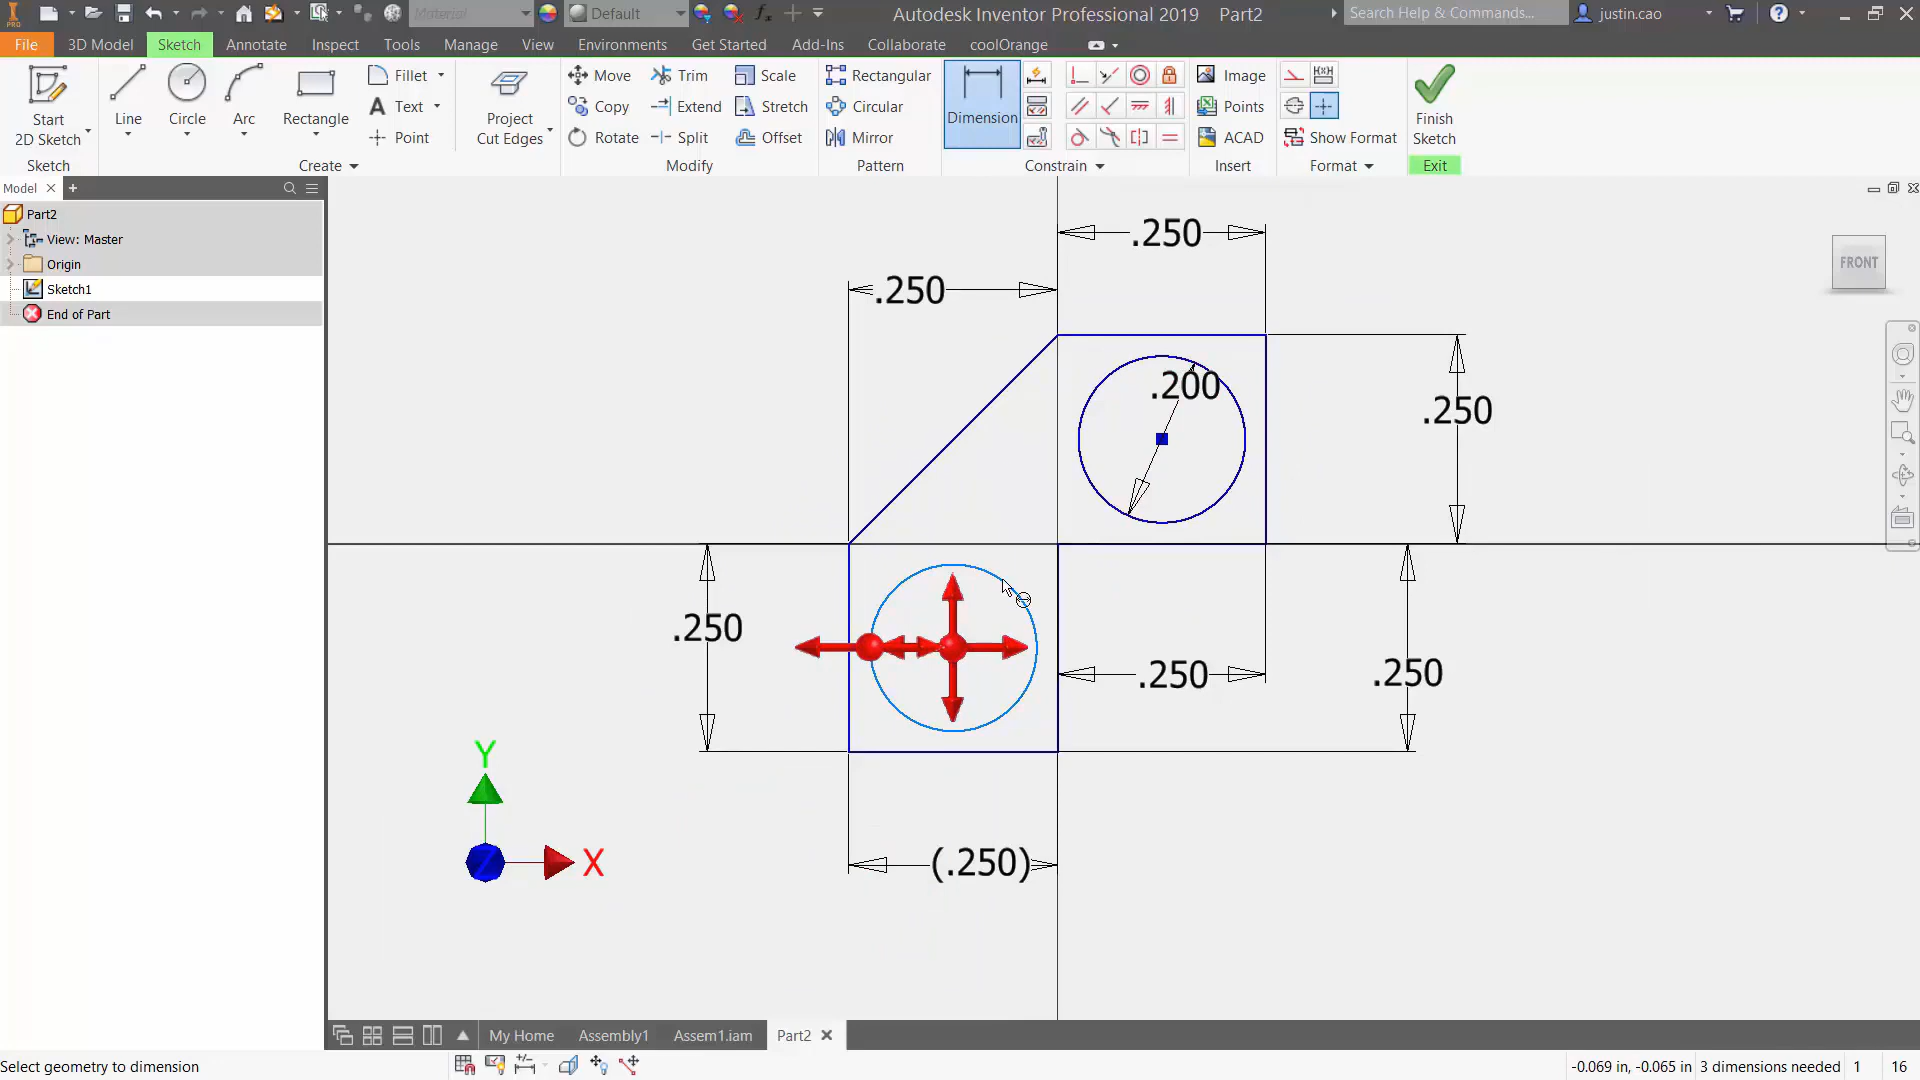 PRO
Material
Default
Autodesk Inventor Professional 2019 Part2
Search Help & Commands...
justin.cao
File
3D Model
Sketch
Annotate
Inspect
Tools
Manage
View
Environments
Get Started
Add-Ins
Collaborate
coolOrange
Start
2D Sketch
Sketch
Line
Circle
Arc
Rectangle
Fillet
Text
Point
Create
Project
Cut Edges
Move
Copy
Rotate
Trim
Extend
Split
Scale
Stretch
Offset
Modify
Rectangular
Circular
Mirror
Pattern
Dimension
Constrain
Image
Points
ACAD
Insert
Show Format
Format
Finish
Sketch
Exit
Model
Part2
View: Master
Origin
Sketch1
End of Part
FRONT
.250
.250
.200
.250
.250
.250
.250
(.250)
Y
Z
X
My Home
Assembly1
Assem1.iam
Part2
Select geometry to dimension
-0.069 in, -0.065 in 3 dimensions needed 1 16